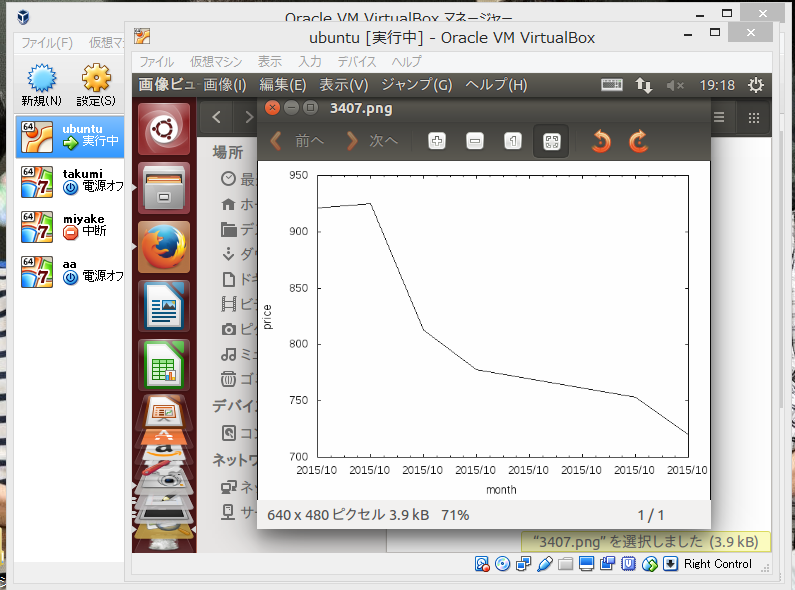 Oracle VM VirtualBox マネージャー
ファイル(F) 仮想マ
新規(N) 設定(S)
ubuntu
実行中
takumi
電源オフ
miyake
中断
aa
電源オフ
ubuntu [実行中] - Oracle VM VirtualBox
ファイル 仮想マシン 表示 入力 デバイス ヘルプ
画像ビュ 画像(I) 編集(E) 表示(V) ジャンプ(G) ヘルプ(H) 19:18
3407.png
前へ 次へ
場所
最
ホ
デ
ダ
ドキ
ビ
ピ
ミ
ゴ
デバイ
コン
ネットワ
ネ
サ
950
900
850
800
750
700
price
2015/10 2015/10 2015/10 2015/10 2015/10 2015/10 2015/10 2015/10
month
640 x 480 ピクセル 3.9 kB 71% 1 / 1
“3407.png” を選択しました (3.9 kB)
Right Control